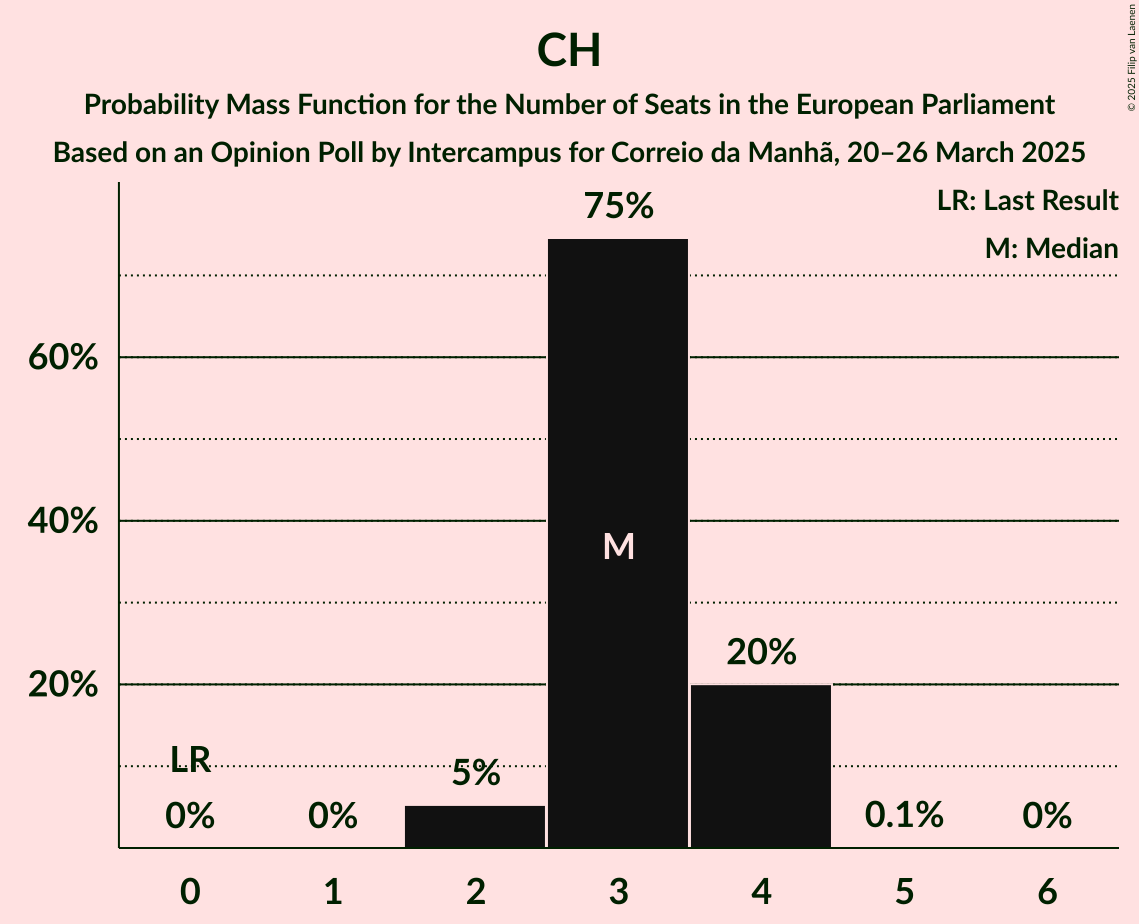 CH
Probability Mass Function for the Number of Seats in the European Parliament
Based on an Opinion Poll by Intercampus for Correio da Manhã, 20–26 March 2025
© 2025 Filip van Laenen
LR: Last Result
M: Median
75%
60%
40%
M
20%
20%
LR
5%
0%
0%
0.1%
0%
0
1
2
3
4
5
6